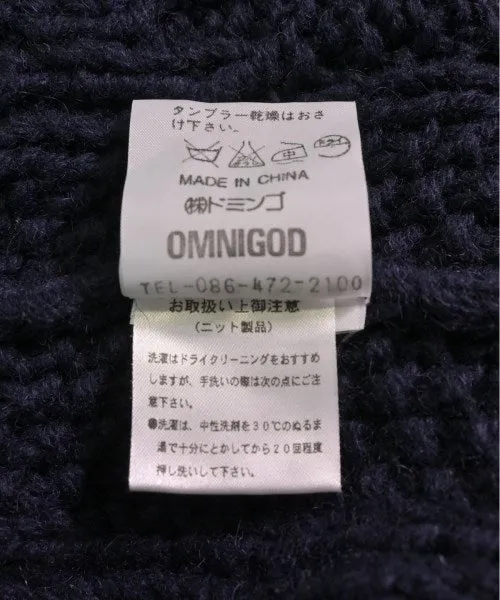 タンブラー乾燥はおさ
け下さい。
中 ドライ
MADE IN CHINA
㈱ドミンゴ
OMNIGOD
TEL-086-472-2100
お取扱い上御注意
(ニット製品)
洗濯はドライクリーニングをおすすめ
しますが、手洗いの際は次の点にご注
意下さい。
●洗濯は、中性洗剤を30℃のぬるま
湯で十分にとかしてから20回程度
押し洗いして下さい。